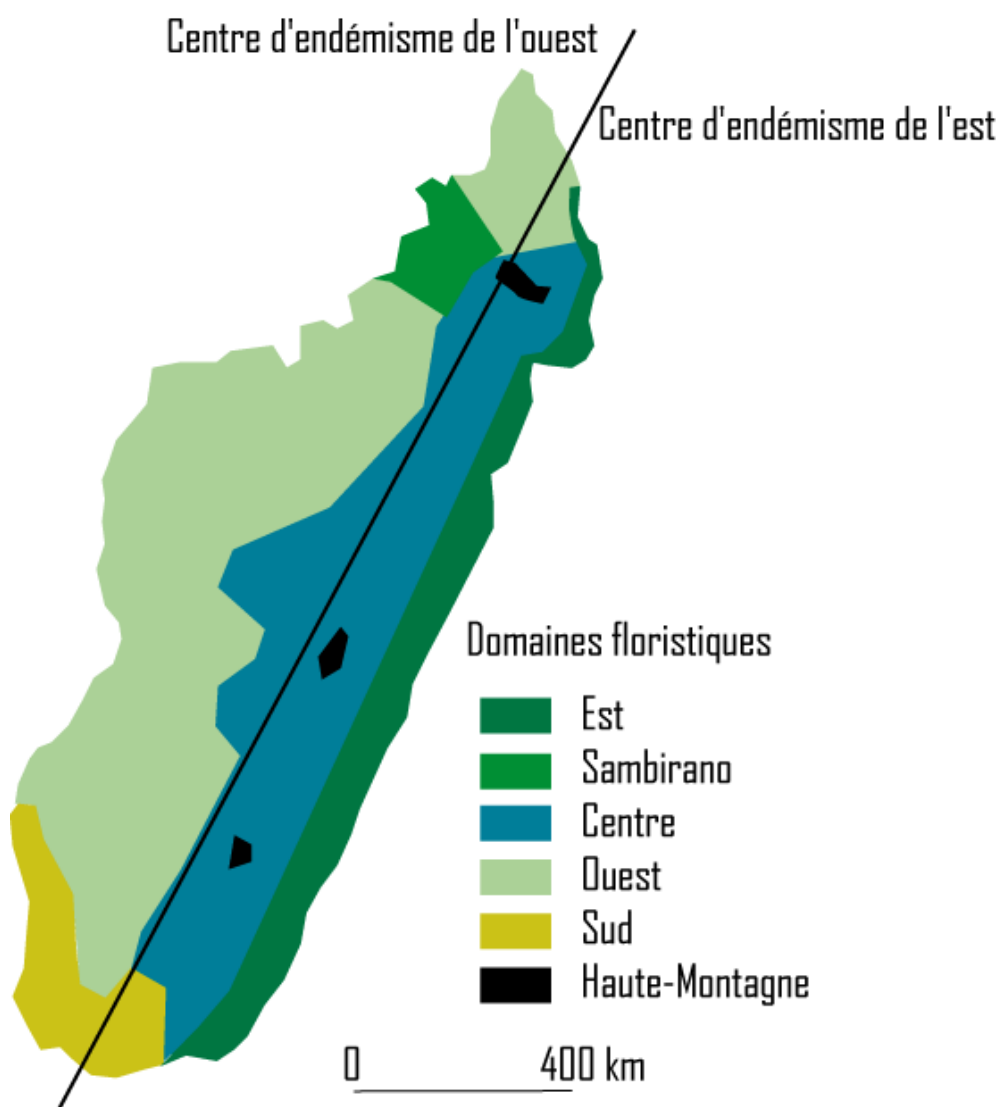 Centre d'endémisme de l'ouest
Centre d'endémisme de l'est
Domaines floristiques
Est
Sambirano
Centre
Ouest
Sud
Haute-Montagne
0 400 km